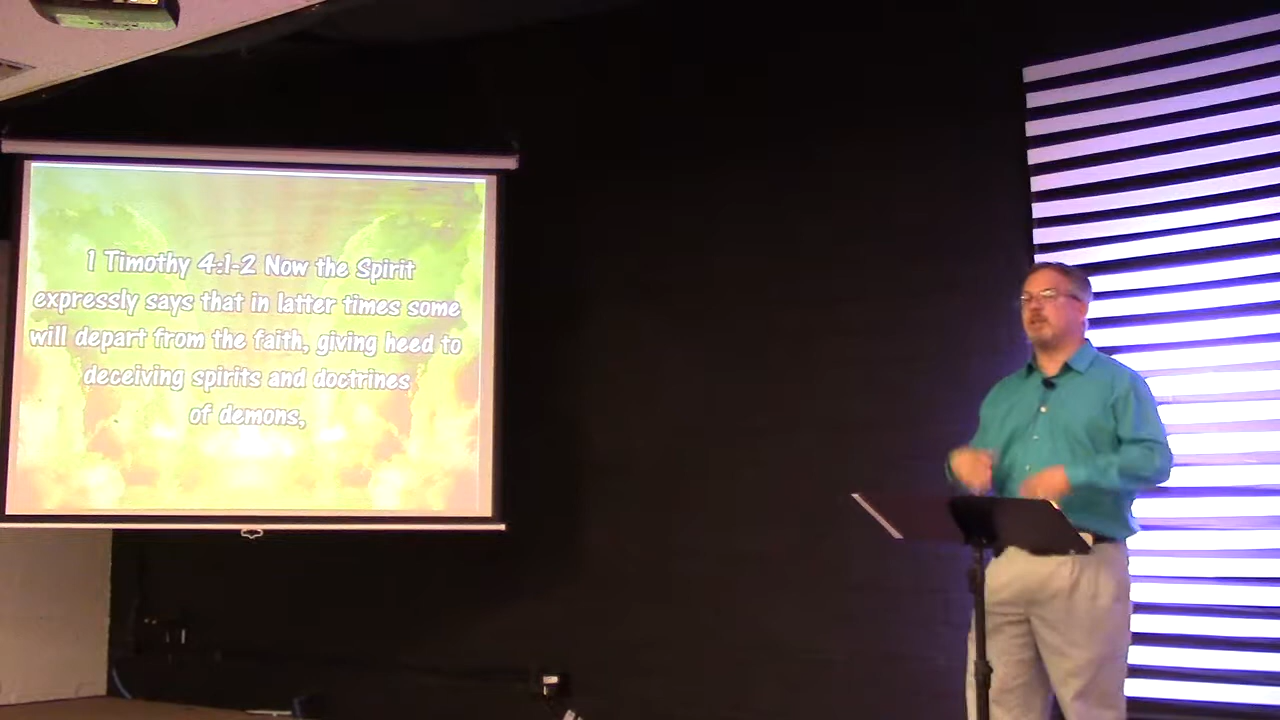 1 Timothy 4:1-2 Now the Spirit
expressly says that in latter times some
will depart from the faith, giving heed to
deceiving spirits and doctrines
of demons,